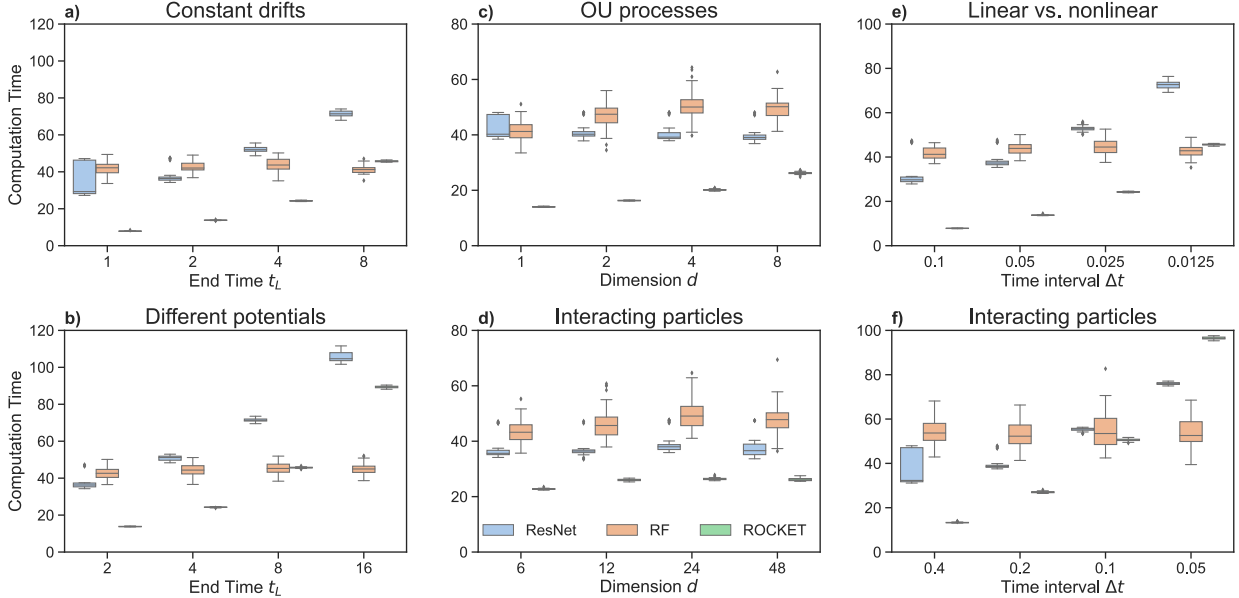 a) Constant drifts
120
100
80
60
40
20
0
Computation Time
1 2 4 8
End Time t_L
c) OU processes
80
60
40
20
0
1 2 4 8
Dimension d
e) Linear vs. nonlinear
100
80
60
40
20
0
0.1 0.05 0.025 0.0125
Time interval Δt
b) Different potentials
120
100
80
60
40
20
0
Computation Time
2 4 8 16
End Time t_L
d) Interacting particles
80
60
40
20
0
ResNet RF ROCKET
6 12 24 48
Dimension d
f) Interacting particles
100
80
60
40
20
0
0.4 0.2 0.1 0.05
Time interval Δt